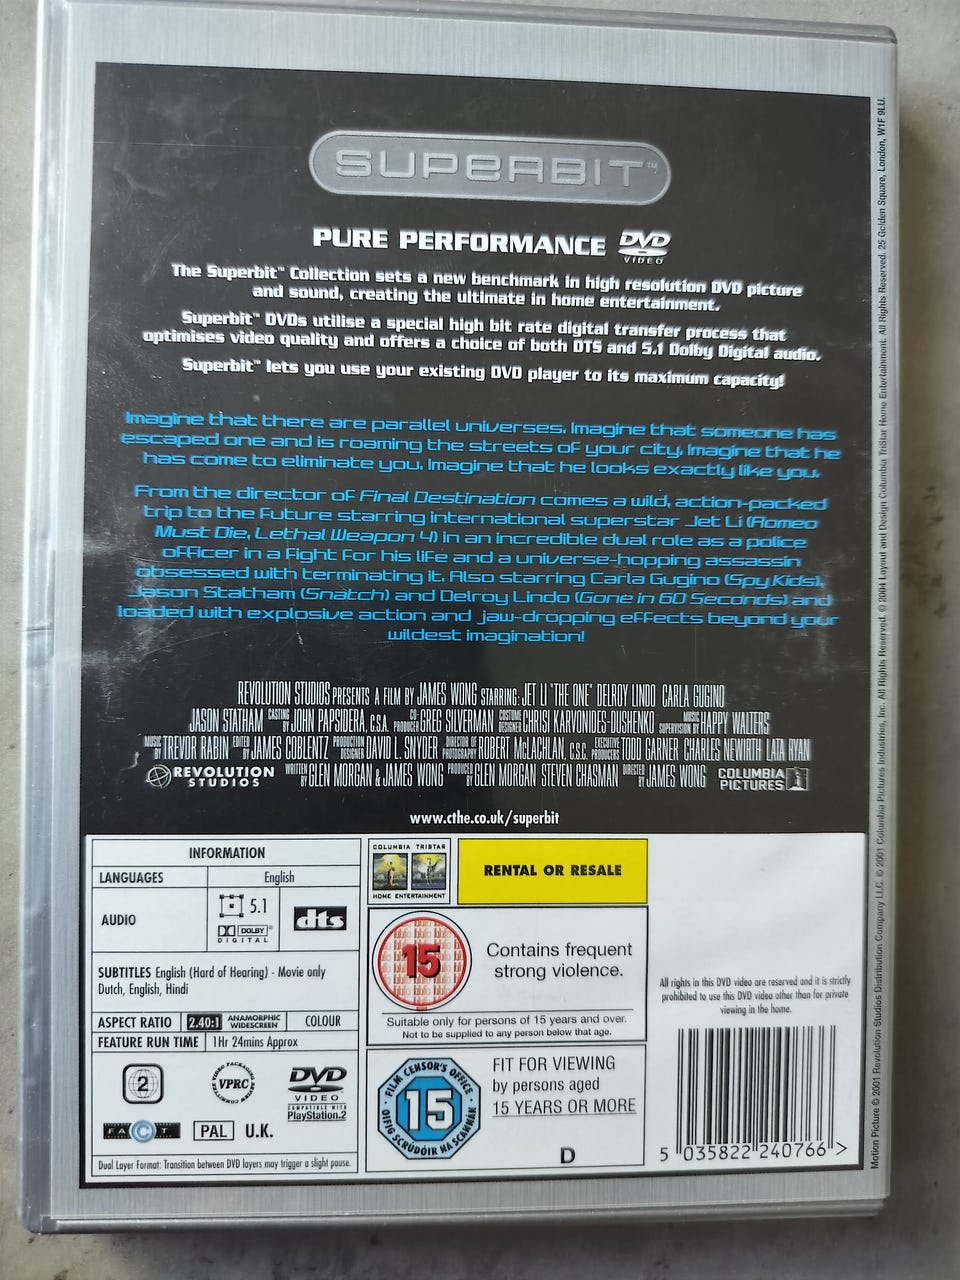 SUPERBIT™
PURE PERFORMANCE DVD VIDEO
The Superbit™ Collection sets a new benchmark in high resolution DVD picture
and sound, creating the ultimate in home entertainment.
Superbit™ DVDs utilise a special high bit rate digital transfer process that
optimises video quality and offers a choice of both DTS and 5.1 Dolby Digital audio.
Superbit™ lets you use your existing DVD player to its maximum capacity!
Imagine that there are parallel universes. Imagine that someone has
escaped one and is roaming the streets of your city. Imagine that he
has come to eliminate you. Imagine that he looks exactly like you.
From the director of Final Destination comes a wild, action-packed
trip to the future starring international superstar Jet Li (Romeo
Must Die, Lethal Weapon 4) in an incredible dual role as a police
officer in a fight for his life and a universe-hopping assassin
obsessed with terminating it. Also starring Carla Gugino (Spy Kids),
Jason Statham (Snatch) and Delroy Lindo (Gone in 60 Seconds) and
loaded with explosive action and jaw-dropping effects beyond your
wildest imagination!
REVOLUTION STUDIOS PRESENTS A FILM BY JAMES WONG STARRING: JET LI "THE ONE" DELROY LINDO CARLA GUGINO
JASON STATHAM CASTING BY JOHN PAPSIDERA, C.S.A. CO-PRODUCER GREG SILVERMAN COSTUME DESIGNER CHRISI KARVONIDES-DUSHENKO MUSIC SUPERVISION BY HAPPY WALTERS
MUSIC BY TREVOR RABIN EDITED BY JAMES COBLENTZ PRODUCTION DESIGNER DAVID L. SNYDER DIRECTOR OF PHOTOGRAPHY ROBERT McLACHLAN, C.S.C. EXECUTIVE PRODUCERS TODD GARNER CHARLES NEWIRTH LATA RYAN
REVOLUTION STUDIOS WRITTEN BY GLEN MORGAN & JAMES WONG PRODUCED BY GLEN MORGAN STEVEN CHASMAN DIRECTED BY JAMES WONG COLUMBIA PICTURES
www.cthe.co.uk/superbit
INFORMATION
LANGUAGES English
AUDIO 5.1 DOLBY DIGITAL dts
SUBTITLES English (Hard of Hearing) - Movie only
Dutch, English, Hindi
ASPECT RATIO 2.40:1 ANAMORPHIC WIDESCREEN COLOUR
FEATURE RUN TIME 1Hr 24mins Approx
2
VIDEO PACKAGING REVIEW COMMITTEE VPRC
DVD VIDEO
COMPATIBLE WITH
PlayStation.2
FACT PAL U.K.
Dual Layer Format: Transition between DVD layers may trigger a slight pause.
COLUMBIA TRISTAR
HOME ENTERTAINMENT
RENTAL OR RESALE
15
Contains frequent
strong violence.
Suitable only for persons of 15 years and over.
Not to be supplied to any person below that age.
FILM CENSOR'S OFFICE
15
OIFIG SCRÚDÓIR NA SCANNÁN
FIT FOR VIEWING
by persons aged
15 YEARS OR MORE
D
All rights in this DVD video are reserved and it is strictly
prohibited to use this DVD video other than for private
viewing in the home.
5 035822 240766 >
Motion Picture © 2001 Revolution Studios Distribution Company LLC. © 2001 Columbia Pictures Industries, Inc. All Rights Reserved. © 2004 Layout and Design Columbia TriStar Home Entertainment. All Rights Reserved. 25 Golden Square, London, W1F 9LU.